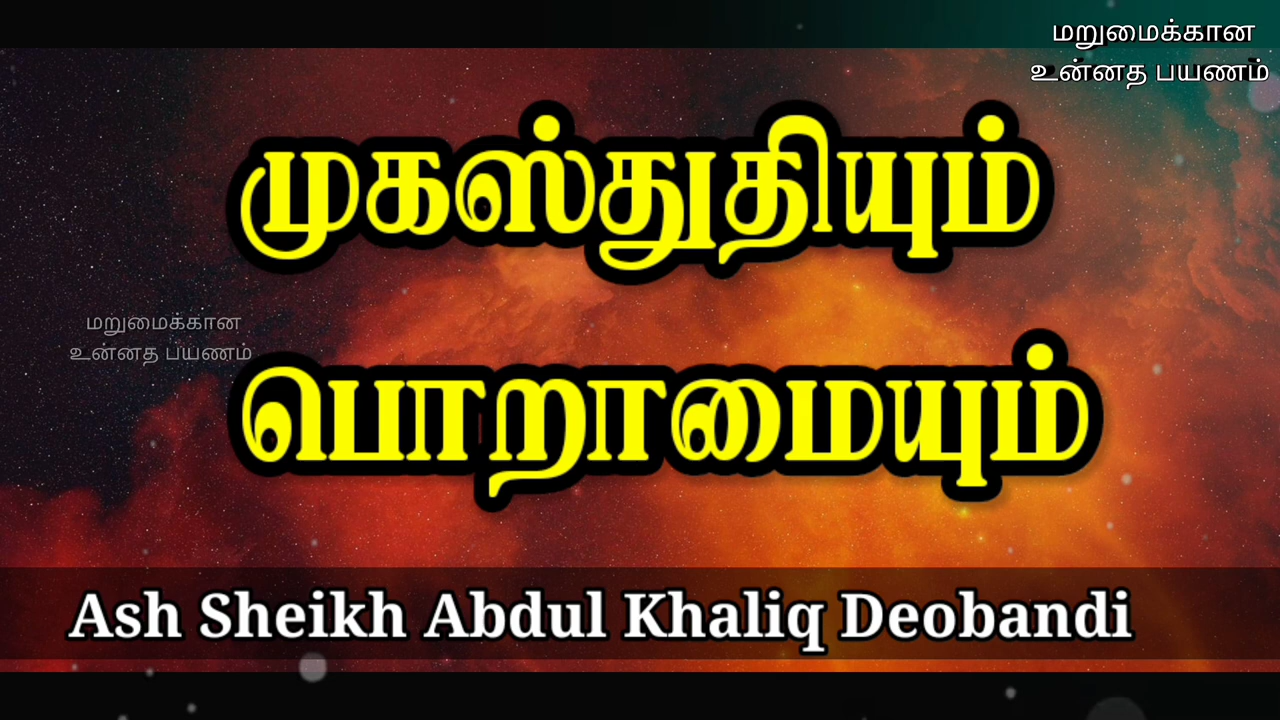 மறுமைக்கான
உன்னத பயணம்
முகஸ்துதியும்
மறுமைக்கான
உன்னத பயணம்
பொறாமையும்
Ash Sheikh Abdul Khaliq Deobandi